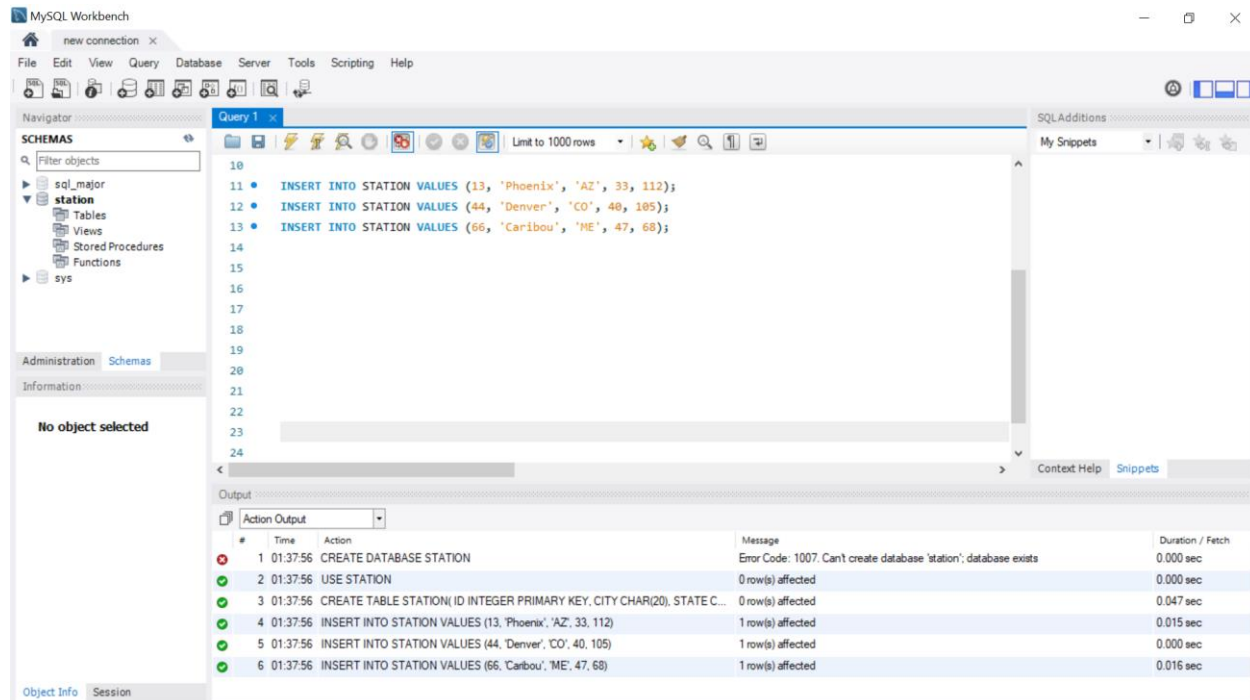 MySQL Workbench
new connection
File Edit View Query Database Server Tools Scripting Help
Navigator
SCHEMAS
Filter objects
sql_major
station
Tables
Views
Stored Procedures
Functions
sys
Administration Schemas
Information
No object selected
Object Info Session
Query 1
Limit to 1000 rows
10
11 INSERT INTO STATION VALUES (13, 'Phoenix', 'AZ', 33, 112);
12 INSERT INTO STATION VALUES (44, 'Denver', 'CO', 40, 105);
13 INSERT INTO STATION VALUES (66, 'Caribou', 'ME', 47, 68);
14
15
16
17
18
19
20
21
22
23
24
SQLAdditions
My Snippets
Context Help Snippets
Output
Action Output
# Time Action Message Duration / Fetch
1 01:37:56 CREATE DATABASE STATION Error Code: 1007. Can't create database 'station'; database exists 0.000 sec
2 01:37:56 USE STATION 0 row(s) affected 0.000 sec
3 01:37:56 CREATE TABLE STATION( ID INTEGER PRIMARY KEY, CITY CHAR(20), STATE C... 0 row(s) affected 0.047 sec
4 01:37:56 INSERT INTO STATION VALUES (13, 'Phoenix', 'AZ', 33, 112) 1 row(s) affected 0.015 sec
5 01:37:56 INSERT INTO STATION VALUES (44, 'Denver', 'CO', 40, 105) 1 row(s) affected 0.000 sec
6 01:37:56 INSERT INTO STATION VALUES (66, 'Caribou', 'ME', 47, 68) 1 row(s) affected 0.016 sec